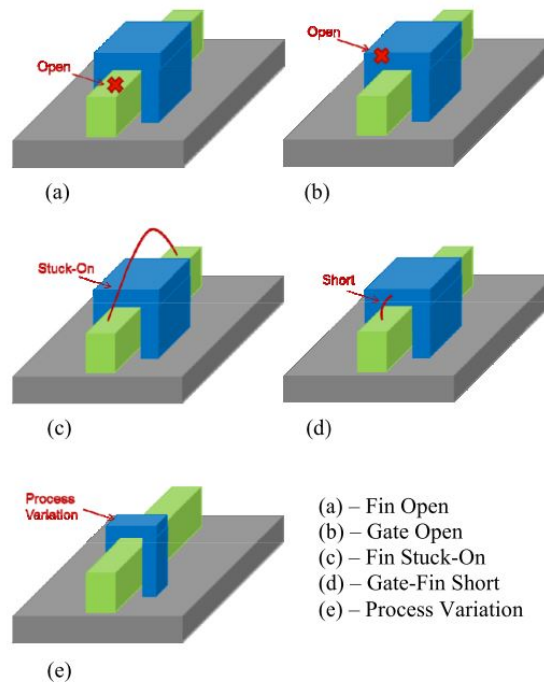 Open
Open
(a)
(b)
Stuck-On
Short
(c)
(d)
Process
Variation
(a) – Fin Open
(b) – Gate Open
(c) – Fin Stuck-On
(d) – Gate-Fin Short
(e) – Process Variation
(e)